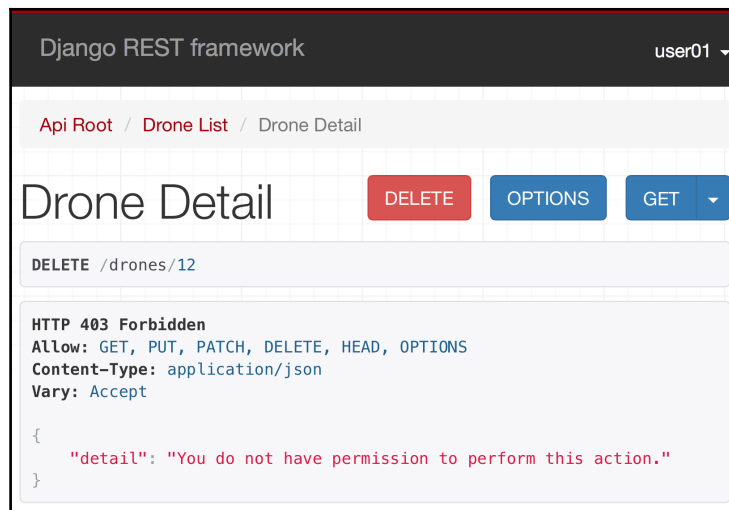 Django REST framework
user01
Api Root / Drone List / Drone Detail
Drone Detail
DELETE
OPTIONS
GET
DELETE /drones/12
HTTP 403 Forbidden
Allow: GET, PUT, PATCH, DELETE, HEAD, OPTIONS
Content-Type: application/json
Vary: Accept
{
    "detail": "You do not have permission to perform this action."
}